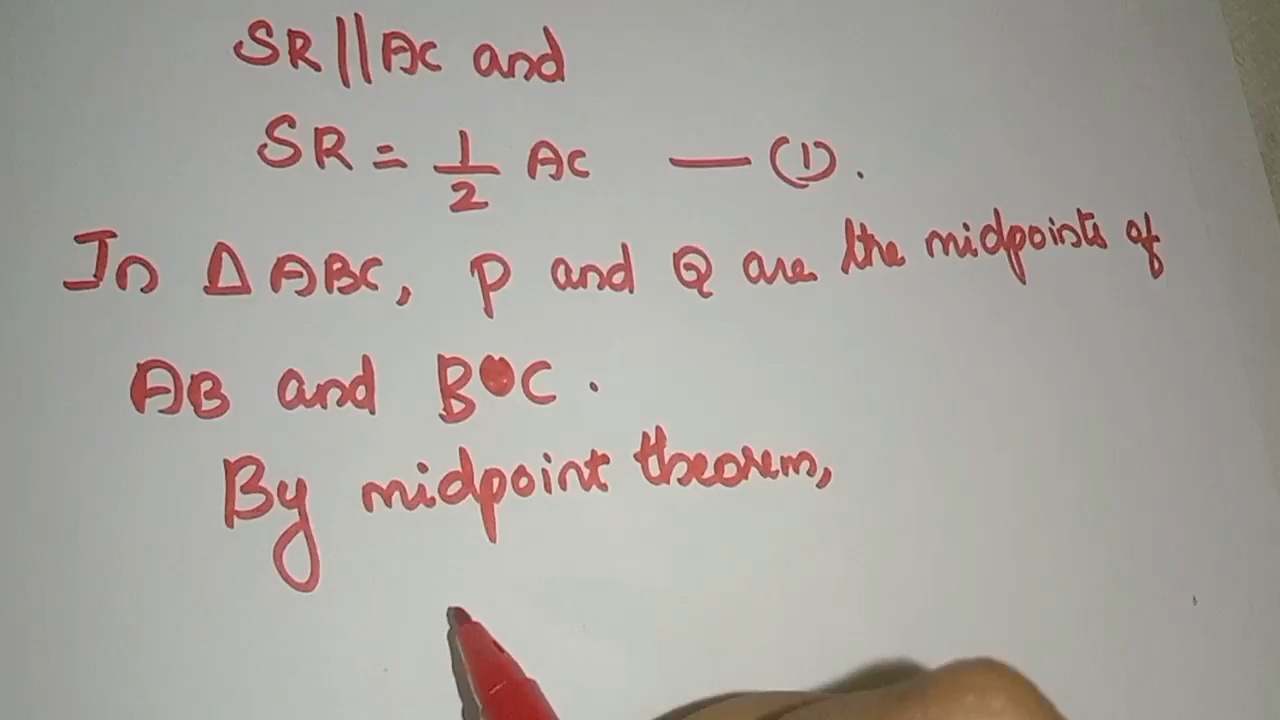 SR || AC and
SR = 1/2 AC — (1).
In Δ ABC, P and Q are the midpoints of
AB and BC.
By midpoint theorem,